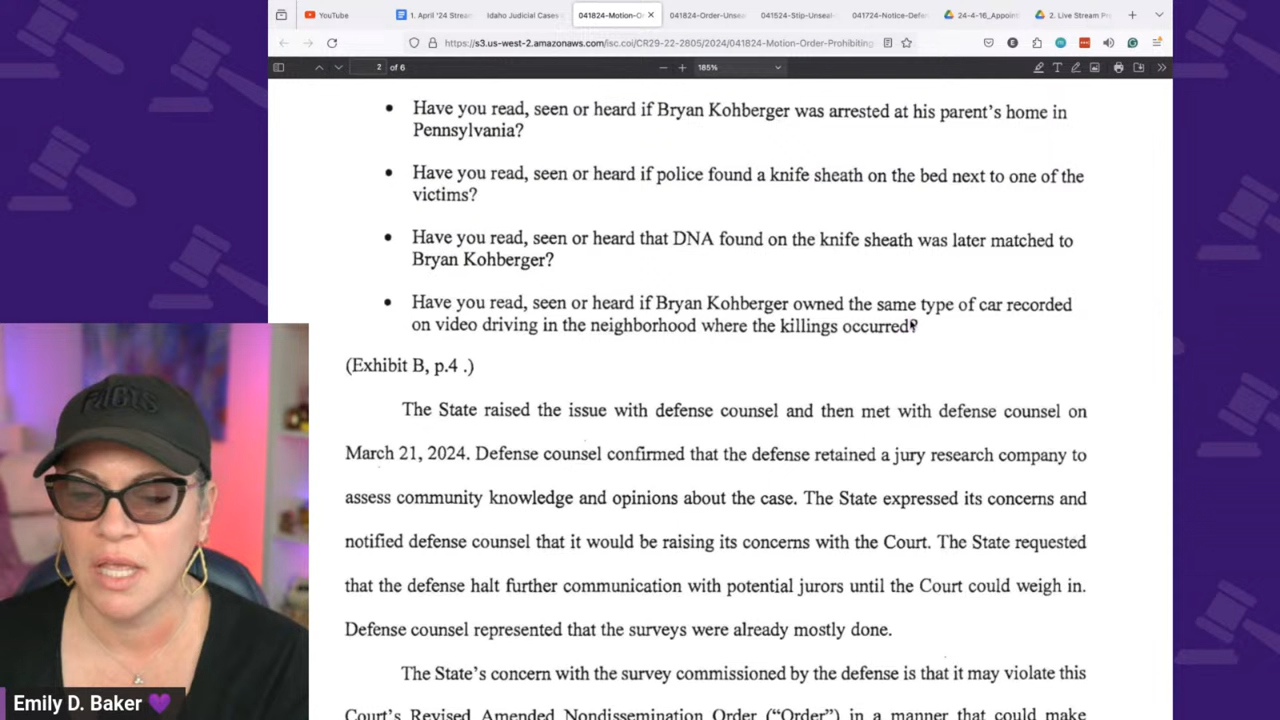 YouTube
1. April '24 Strea
Idaho Judicial Cases
041824-Motion-O
041824-Order-Unse
041524-Stip-Unseal-
041724-Notice-Defe
24-4-16_Appoint
2. Live Stream Pr
https://s3.us-west-2.amazonaws.com/isc.coi/CR29-22-2805/2024/041824-Motion-Order-Prohibiting
2 of 6
185%
• Have you read, seen or heard if Bryan Kohberger was arrested at his parent's home in
Pennsylvania?
• Have you read, seen or heard if police found a knife sheath on the bed next to one of the
victims?
• Have you read, seen or heard that DNA found on the knife sheath was later matched to
Bryan Kohberger?
• Have you read, seen or heard if Bryan Kohberger owned the same type of car recorded
on video driving in the neighborhood where the killings occurred?
(Exhibit B, p.4 .)
The State raised the issue with defense counsel and then met with defense counsel on
March 21, 2024. Defense counsel confirmed that the defense retained a jury research company to
assess community knowledge and opinions about the case. The State expressed its concerns and
notified defense counsel that it would be raising its concerns with the Court. The State requested
that the defense halt further communication with potential jurors until the Court could weigh in.
Defense counsel represented that the surveys were already mostly done.
The State's concern with the survey commissioned by the defense is that it may violate this
Court's Revised Amended Nondissemination Order ("Order") in a manner that could make
FACTS
Emily D. Baker 💜